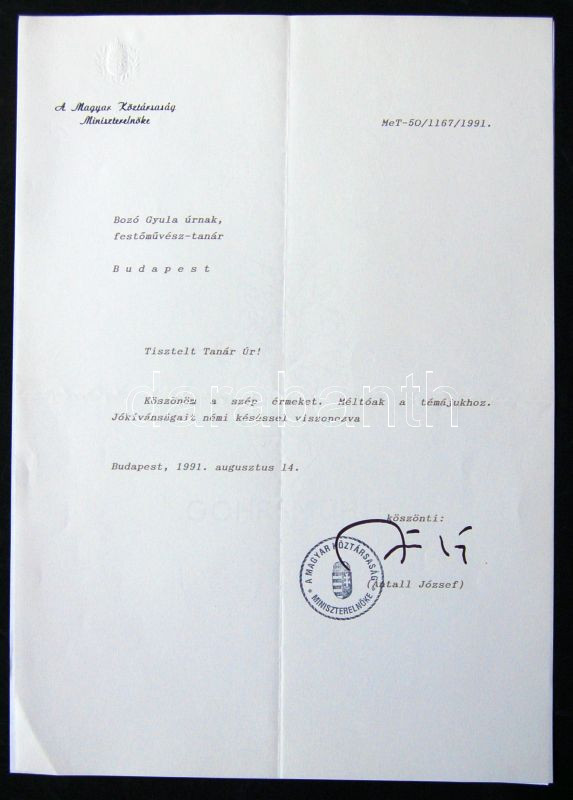 A Magyar Köztársaság
Miniszterelnöke
MeT-50/1167/1991.
Bozó Gyula úrnak,
festőművész-tanár
B u d a p e s t
Tisztelt Tanár Úr!
Köszönöm a szép érmeket. Méltóak a témájukhoz.
Jókívánságait némi késéssel viszonozva
darabanth
Budapest, 1991. augusztus 14.
köszönti:
(Antall József)
A MAGYAR KÖZTÁRSASÁG
MINISZTERELNÖKE